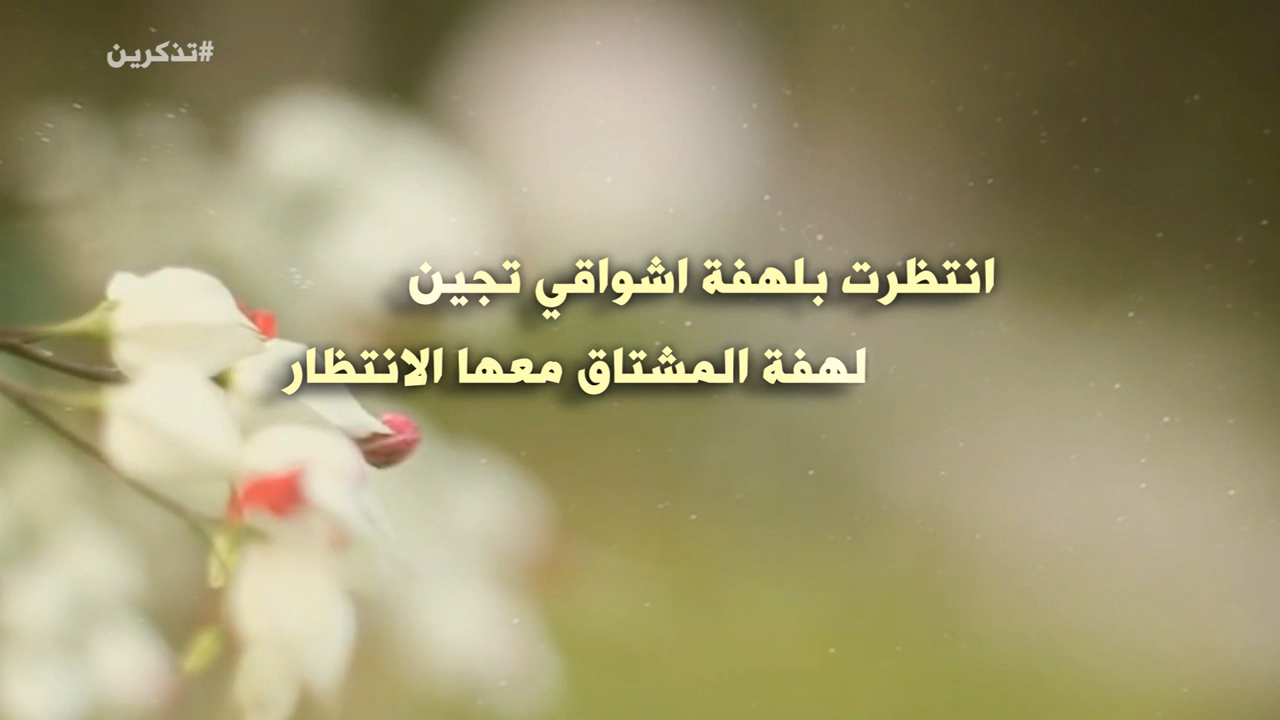 #تذكرين
انتظرت بلهفة اشواقي تجين
لهفة المشتاق معها الانتظار